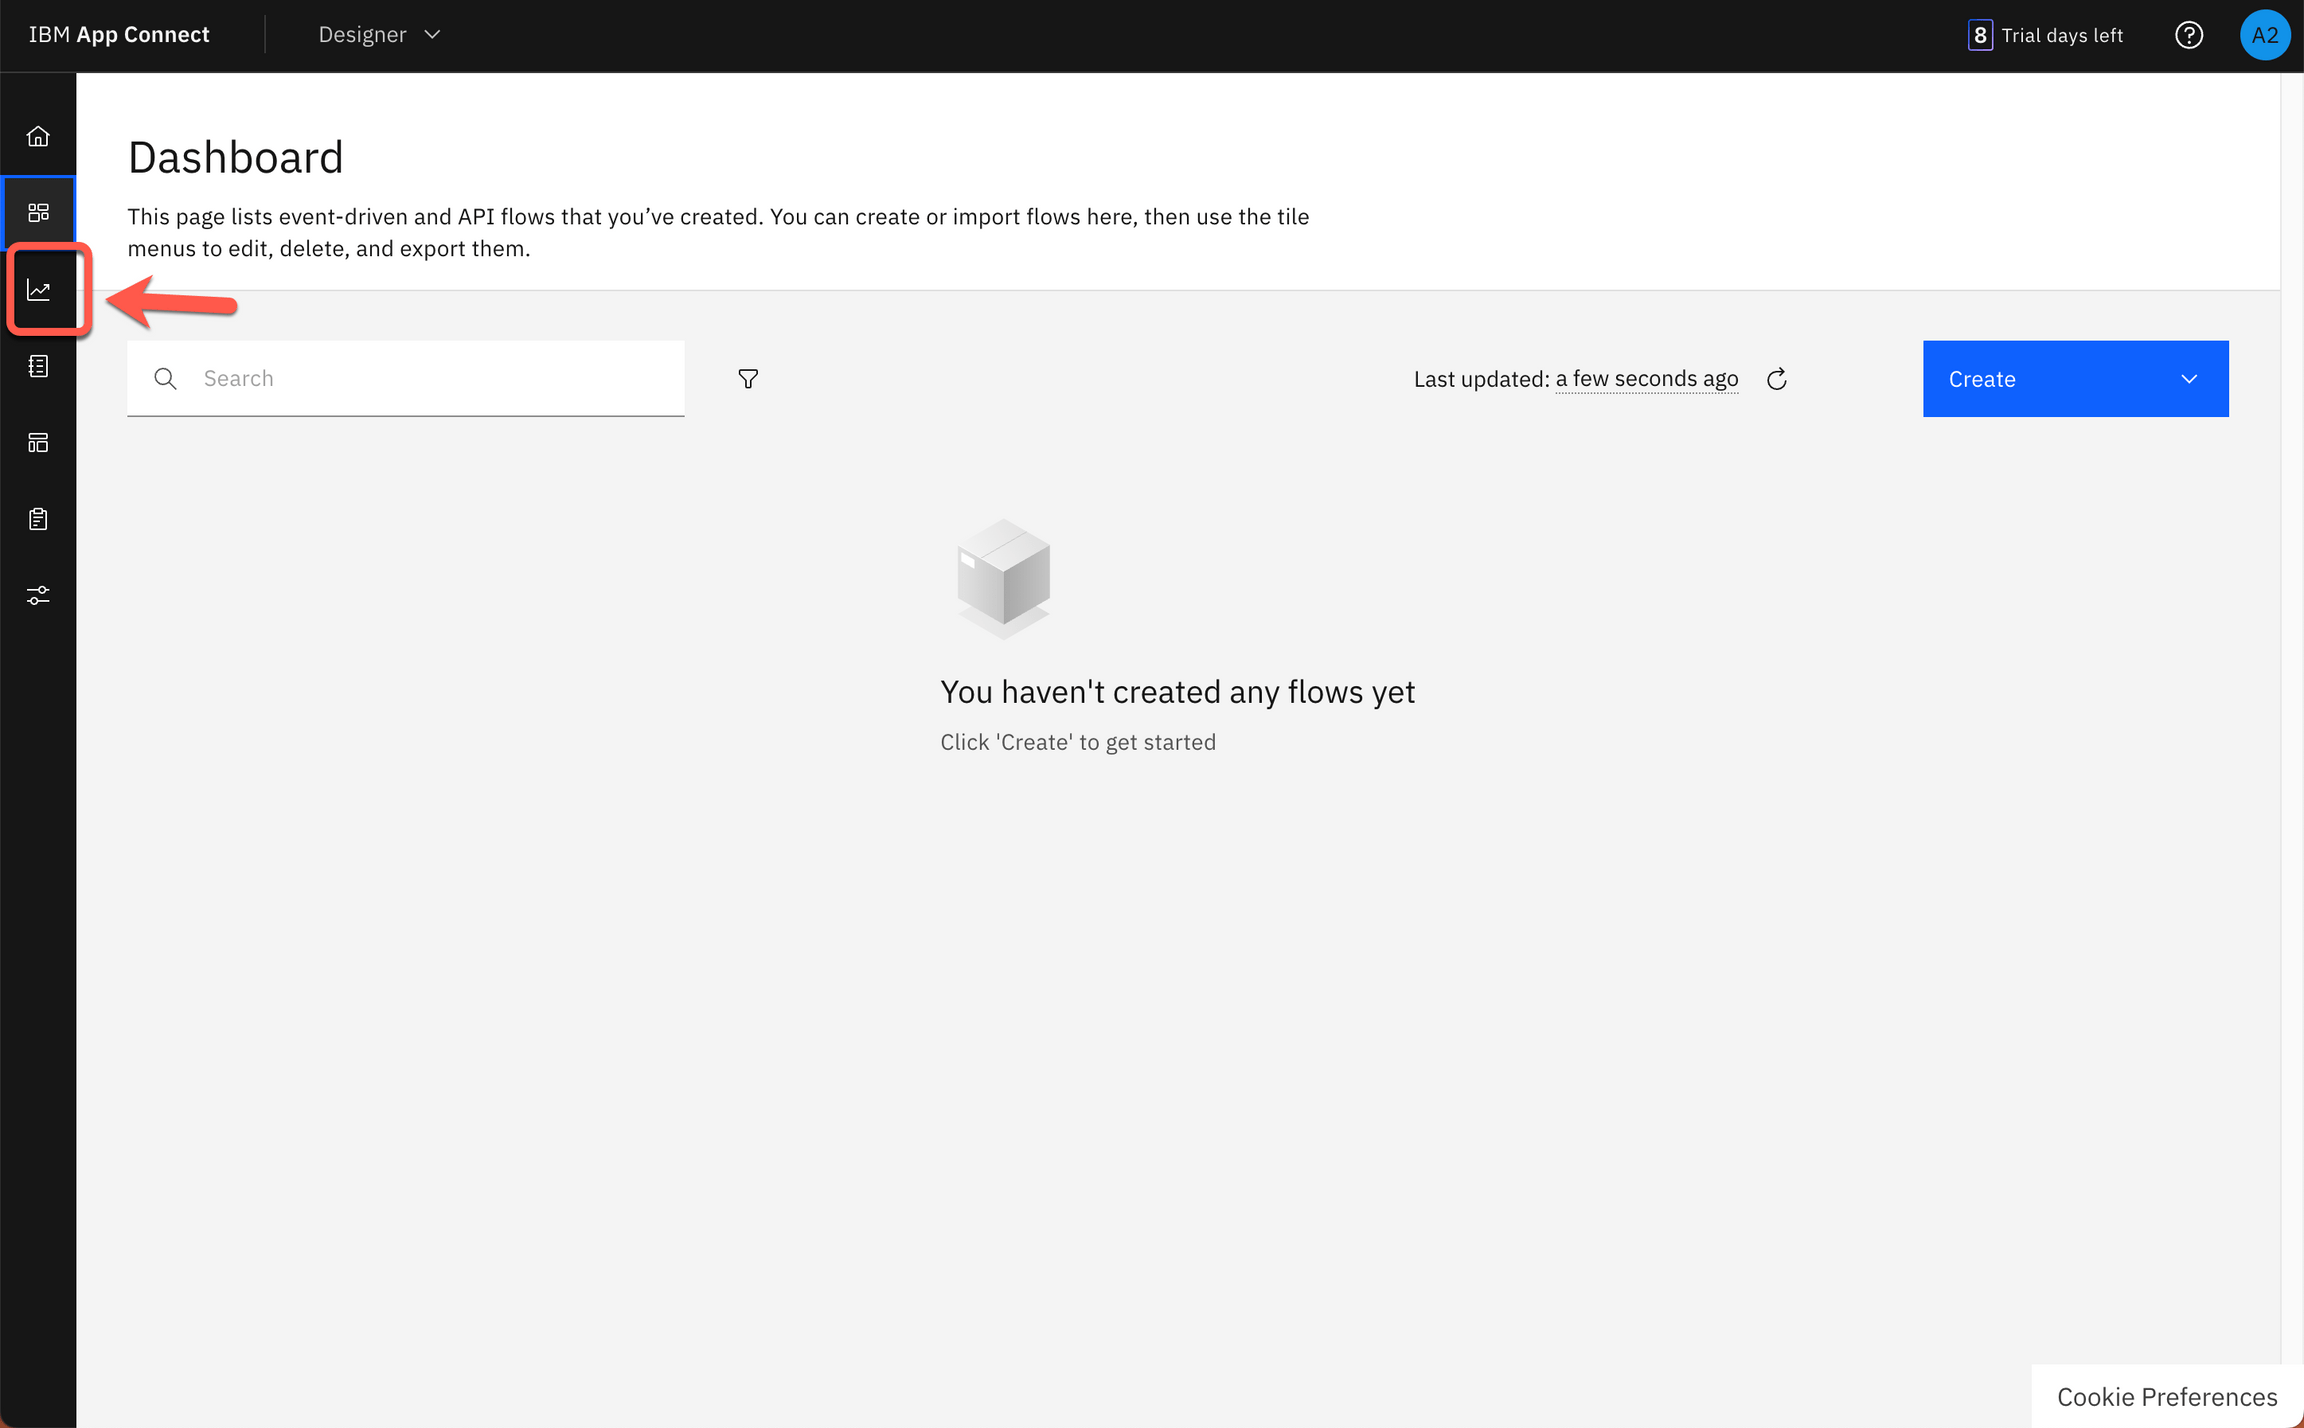 IBM App Connect
Designer
8 Trial days left
A2
Dashboard
This page lists event-driven and API flows that you’ve created. You can create or import flows here, then use the tile
menus to edit, delete, and export them.
Search
Last updated: a few seconds ago
Create
You haven't created any flows yet
Click 'Create' to get started
Cookie Preferences